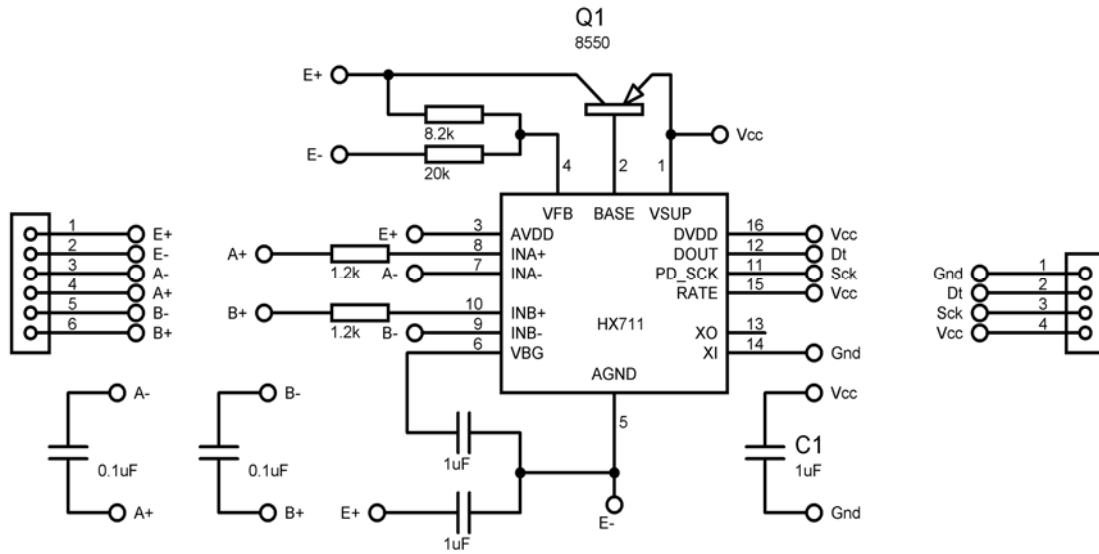 Q1
8550
E+
8.2k
Vcc
E-
20k
4
2
1
VFB
BASE
VSUP
1
E+
E+
3
AVDD
DVDD
16
Vcc
2
E-
A+
1.2k
8
INA+
DOUT
12
Dt
3
A-
A-
7
INA-
PD_SCK
11
Sck
Gnd
1
4
A+
RATE
15
Vcc
Dt
2
5
B-
B+
1.2k
10
INB+
HX711
Sck
3
6
B+
B-
9
INB-
XO
13
Vcc
4
6
VBG
XI
14
Gnd
AGND
A-
B-
5
Vcc
0.1uF
0.1uF
1uF
C1
1uF
A+
B+
E+
1uF
E-
Gnd